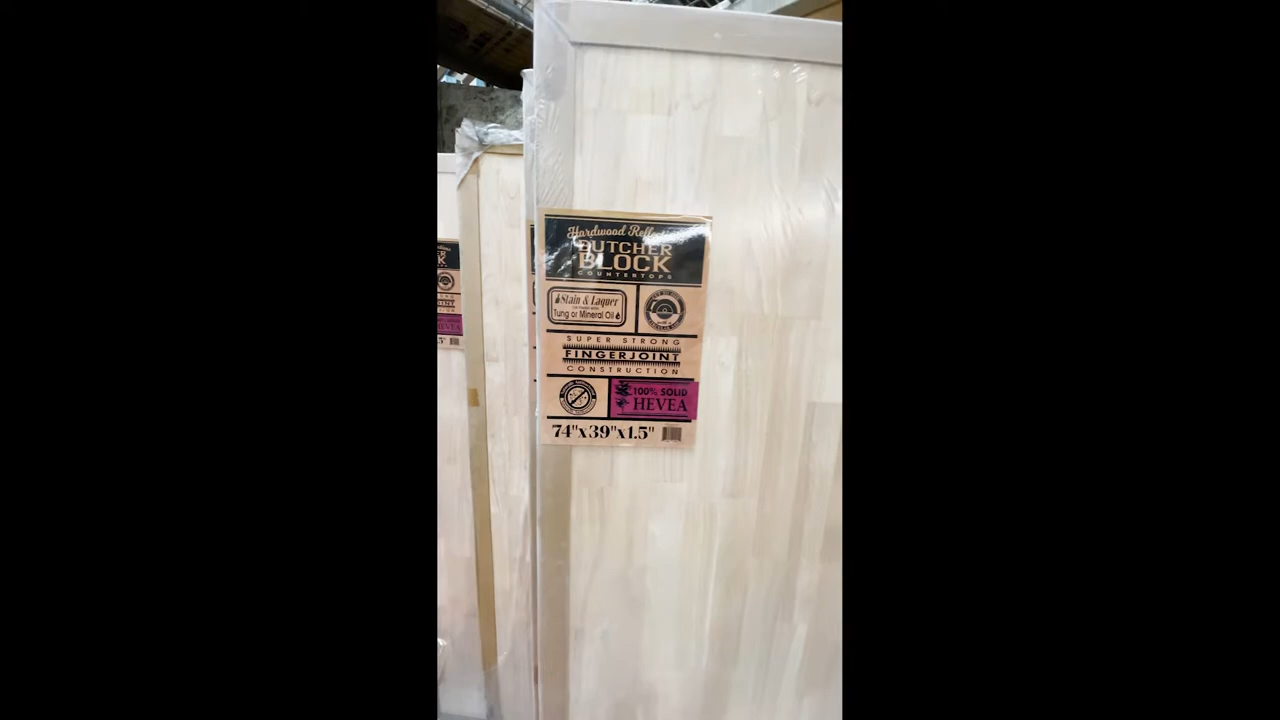 Hardwood
BUTCHER
BLOCK
COUNTERTOPS
Stain & Laquer
Tung or Mineral Oil
SUPER STRONG
FINGERJOINT
CONSTRUCTION
100% SOLID
HEVEA
74"x39"x1.5"